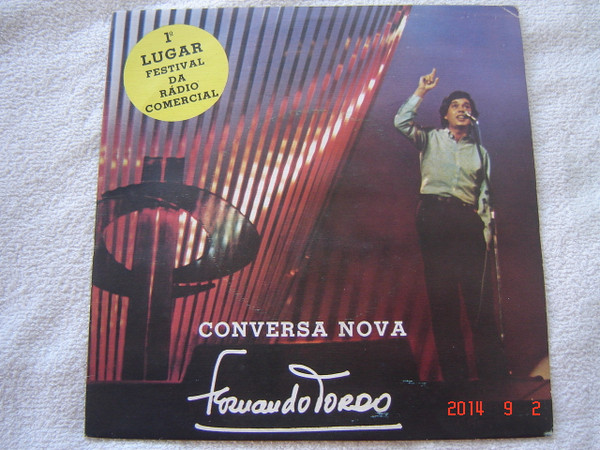 1º
LUGAR
FESTIVAL
DA
RÁDIO
COMERCIAL
CONVERSA NOVA
Fernando TORDO
2014 9 2